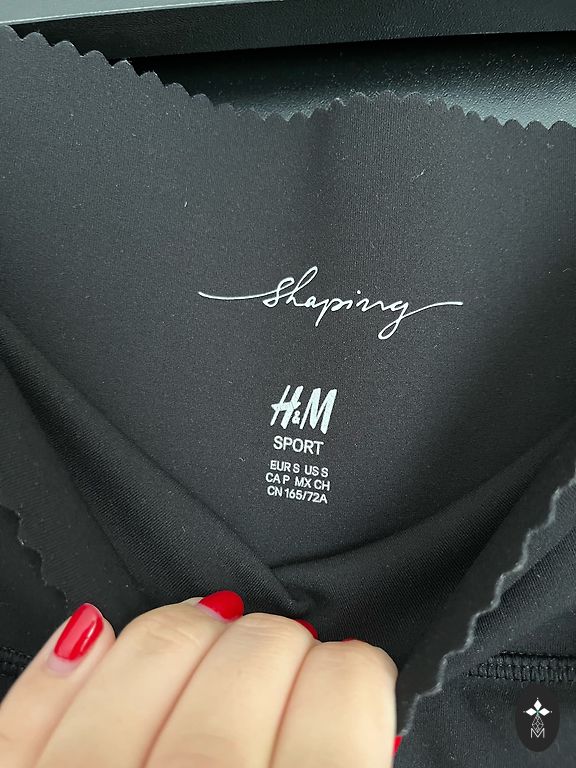 Shaping
H&M
SPORT
EUR S US S
CA P MX CH
CN 165/72A
M